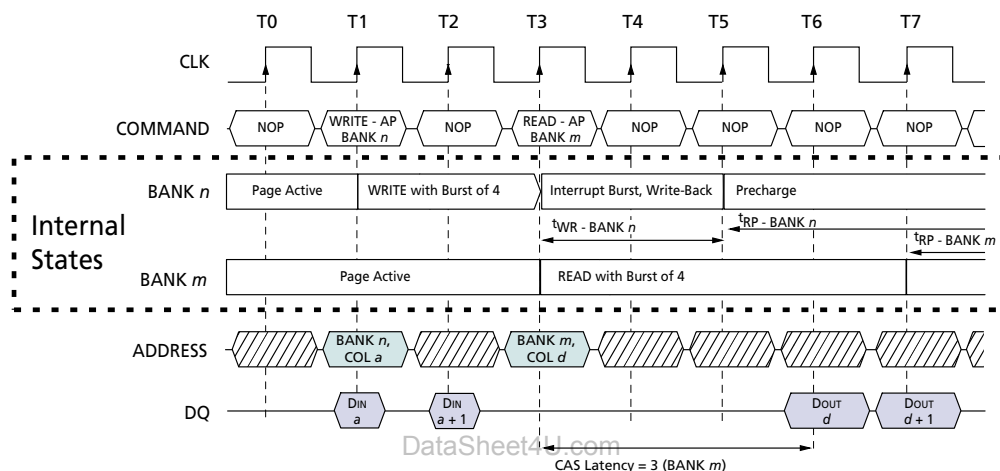 T0 T1 T2 T3 T4 T5 T6 T7
CLK
COMMAND
NOP
WRITE - AP
BANK n
NOP
READ - AP
BANK m
NOP
NOP
NOP
NOP
Internal
States
BANK n
Page Active
WRITE with Burst of 4
Interrupt Burst, Write-Back
Precharge
tWR - BANK n
tRP - BANK n
tRP - BANK m
BANK m
Page Active
READ with Burst of 4
ADDRESS
BANK n,
COL a
BANK m,
COL d
DQ
DIN
a
DIN
a + 1
DOUT
d
DOUT
d + 1
DataSheet4U.com
CAS Latency = 3 (BANK m)